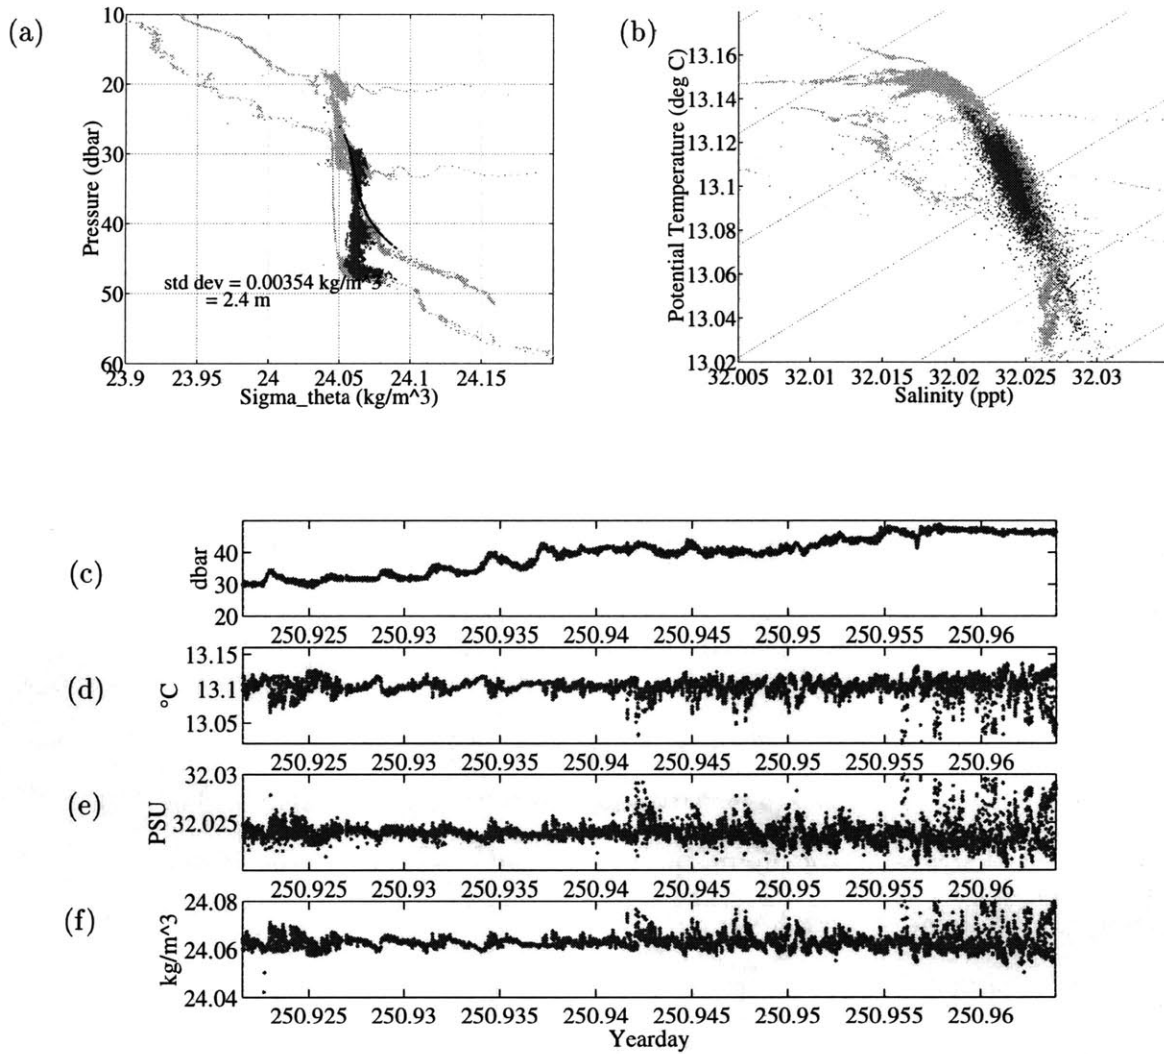 (a)
10
20
30
40
50
60
Pressure (dbar)
std dev = 0.00354 kg/m^3
= 2.4 m
23.9 23.95 24 24.05 24.1 24.15
Sigma_theta (kg/m^3)
(b)
13.16
13.14
13.12
13.1
13.08
13.06
13.04
13.02
Potential Temperature (deg C)
32.005 32.01 32.015 32.02 32.025 32.03
Salinity (ppt)
(c)
dbar
40
30
20
250.925 250.93 250.935 250.94 250.945 250.95 250.955 250.96
(d)
°C
13.15
13.1
13.05
250.925 250.93 250.935 250.94 250.945 250.95 250.955 250.96
(e)
PSU
32.03
32.025
250.925 250.93 250.935 250.94 250.945 250.95 250.955 250.96
(f)
kg/m^3
24.08
24.06
24.04
250.925 250.93 250.935 250.94 250.945 250.95 250.955 250.96
Yearday